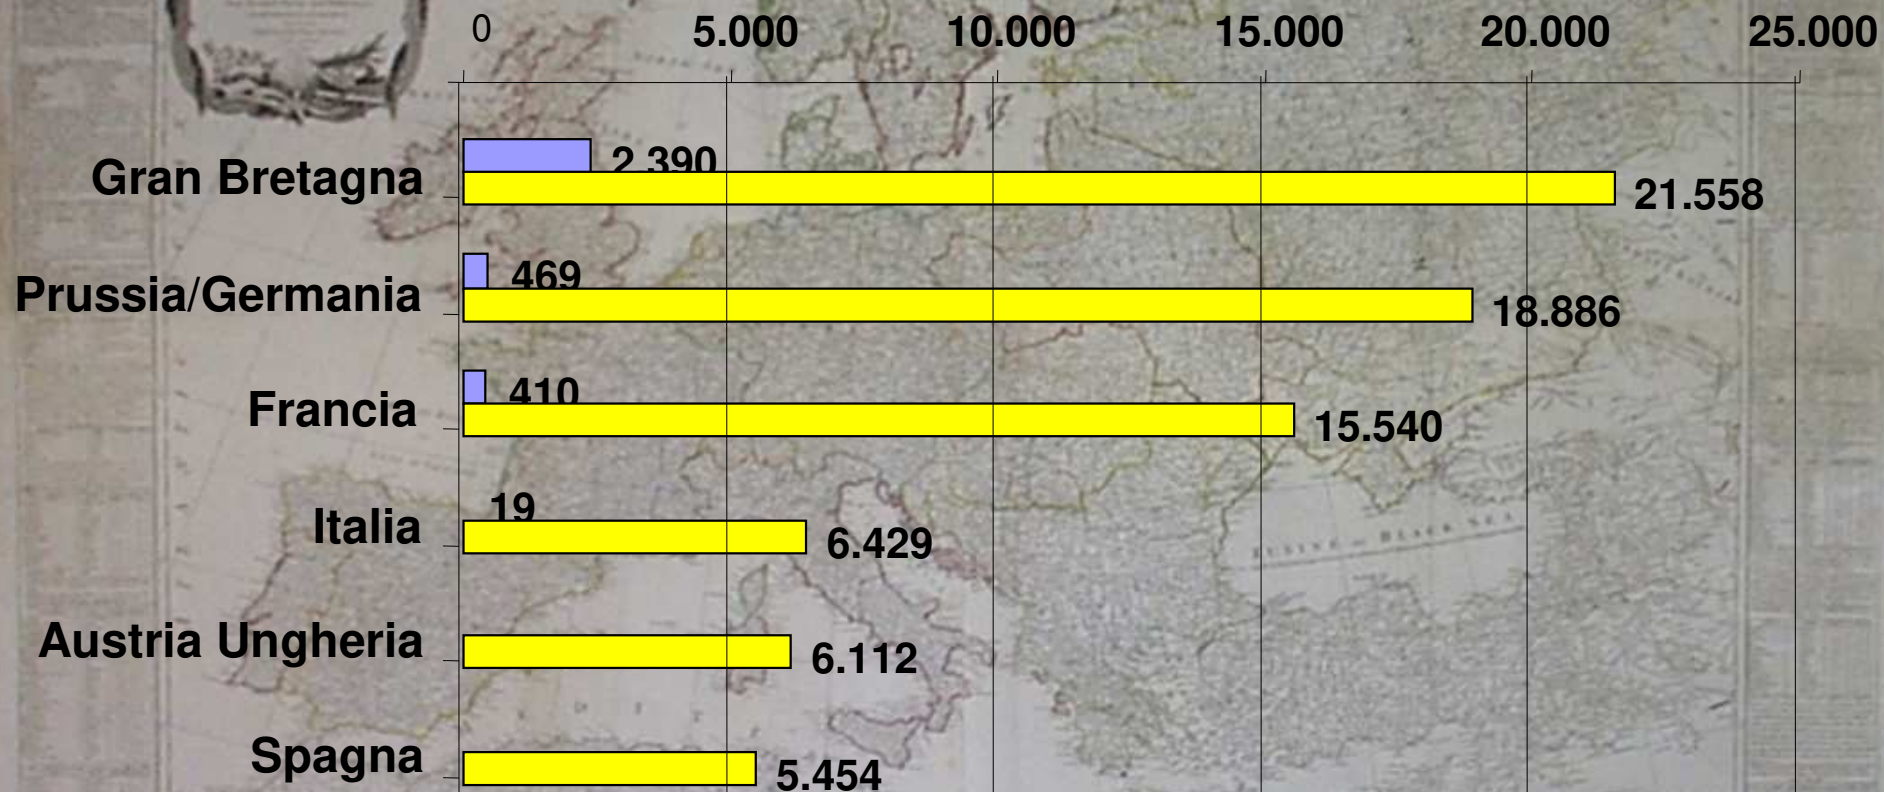 0 5.000 10.000 15.000 20.000 25.000
2.390
Gran Bretagna
21.558
469
Prussia/Germania
18.886
410
Francia
15.540
19
Italia
6.429
Austria Ungheria
6.112
Spagna
5.454